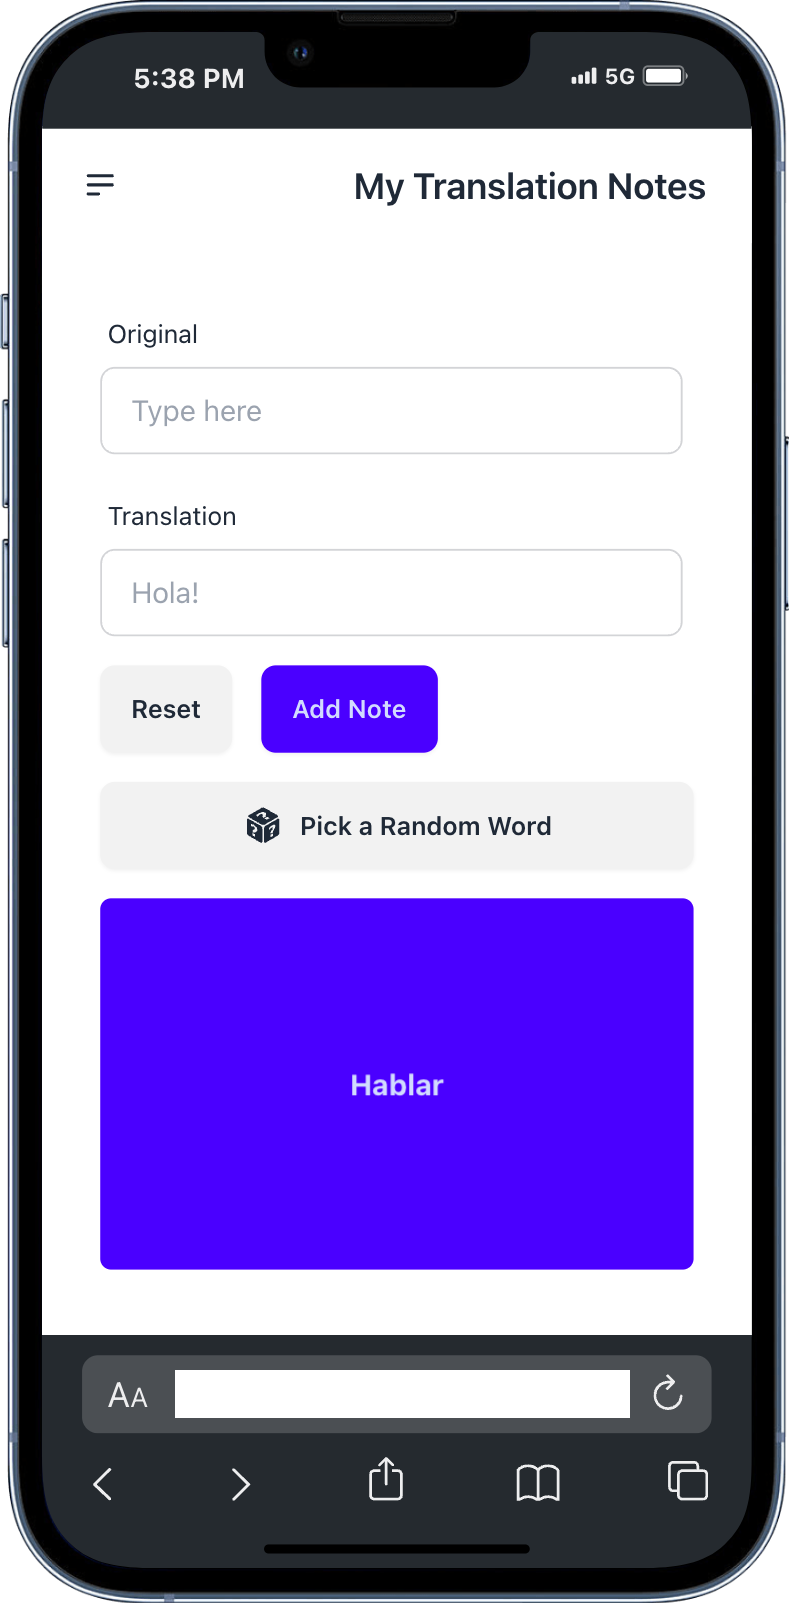 5:38 PM 5G
My Translation Notes
Original
Type here
Translation
Hola!
Reset Add Note
Pick a Random Word
Hablar
AA